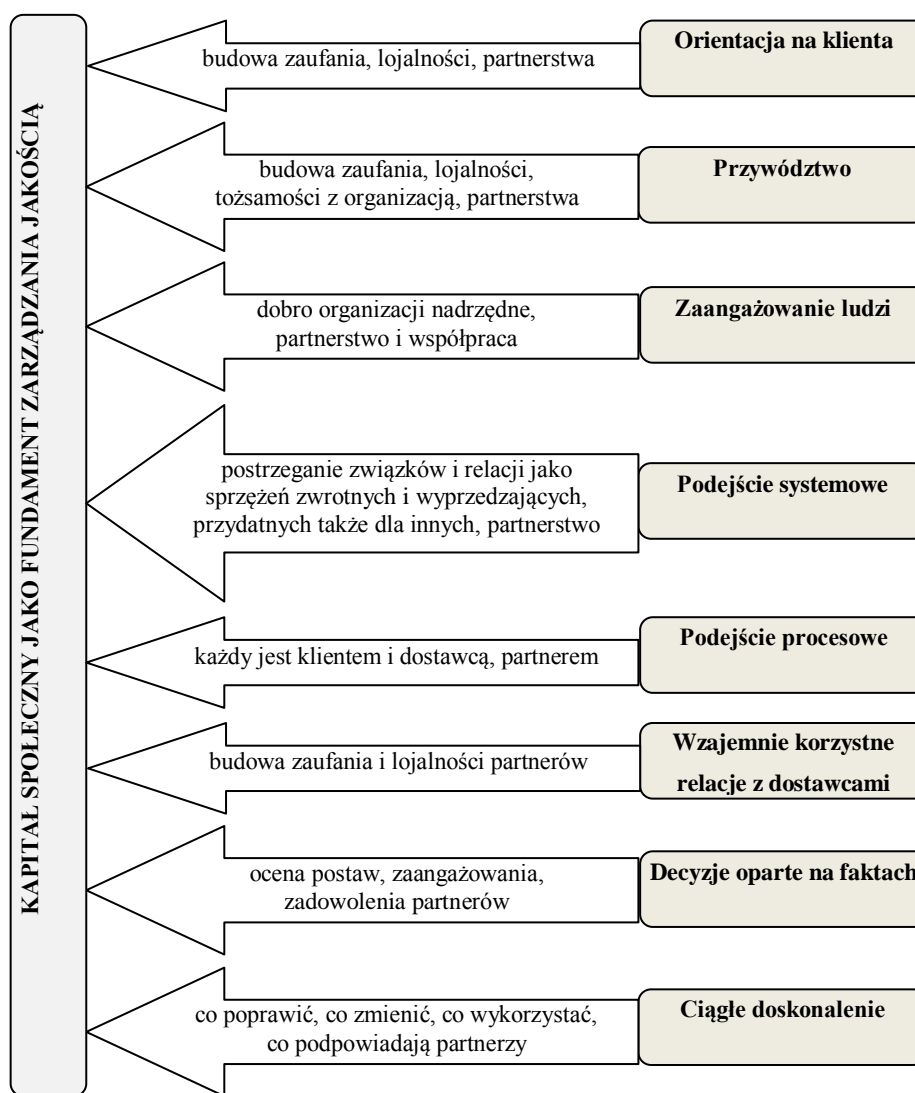 KAPITAŁ SPOŁECZNY JAKO FUNDAMENT ZARZĄDZANIA JAKOŚCIĄ
budowa zaufania, lojalności, partnerstwa
Orientacja na klienta
budowa zaufania, lojalności,
tożsamości z organizacją, partnerstwa
Przywództwo
dobro organizacji nadrzędne,
partnerstwo i współpraca
Zaangażowanie ludzi
postrzeganie związków i relacji jako
sprzężeń zwrotnych i wyprzedzających,
przydatnych także dla innych, partnerstwo
Podejście systemowe
każdy jest klientem i dostawcą, partnerem
Podejście procesowe
budowa zaufania i lojalności partnerów
Wzajemnie korzystne
relacje z dostawcami
ocena postaw, zaangażowania,
zadowolenia partnerów
Decyzje oparte na faktach
co poprawić, co zmienić, co wykorzystać,
co podpowiadają partnerzy
Ciągłe doskonalenie